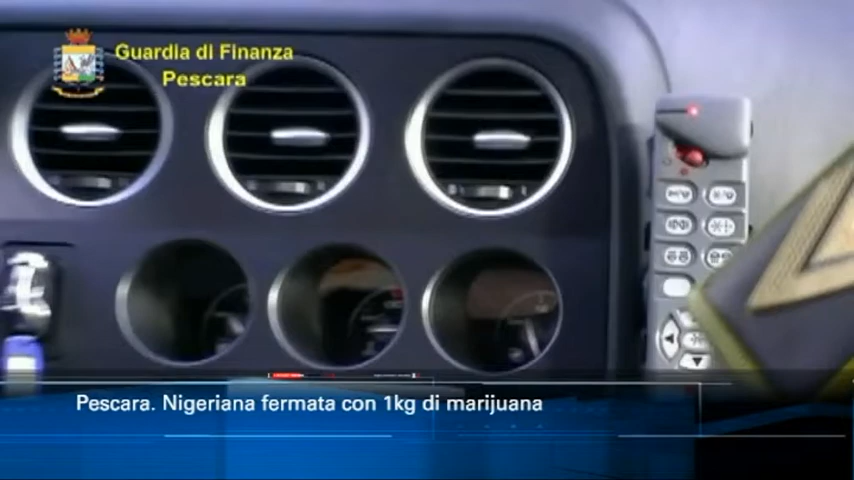 Guardia di Finanza
Pescara
Pescara. Nigeriana fermata con 1kg di marijuana